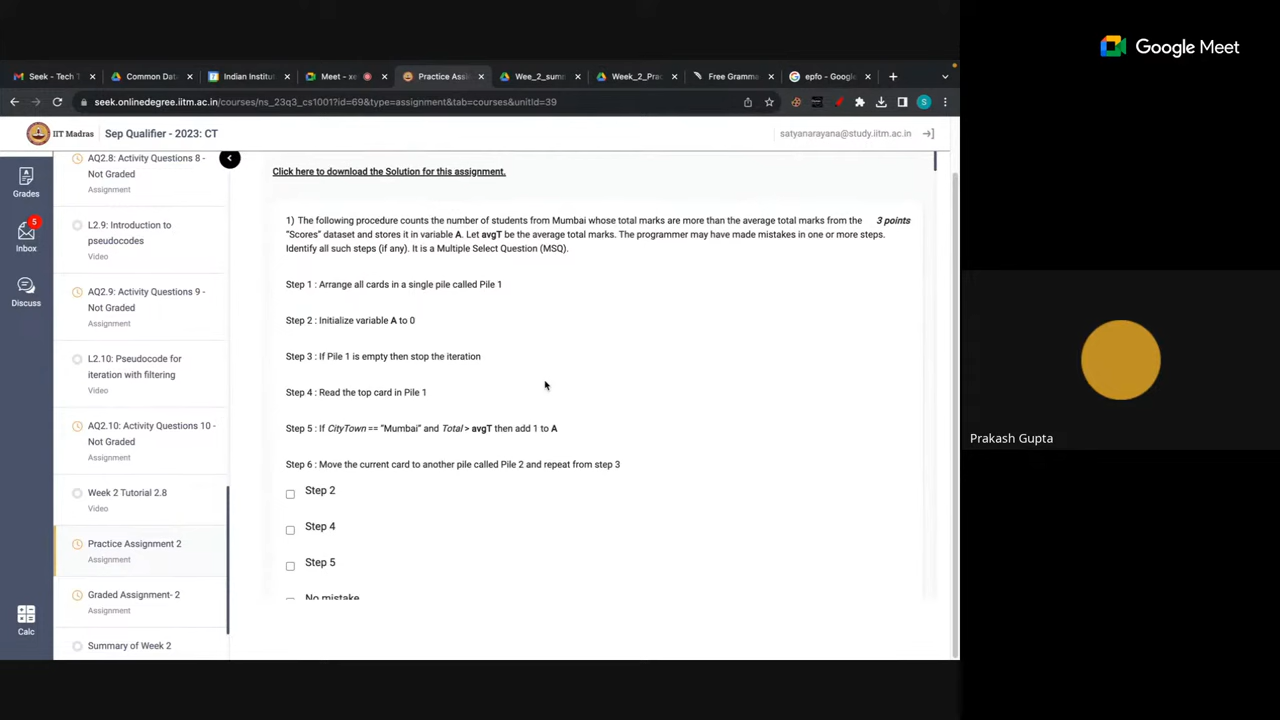 Google Meet
Seek - Tech T
Common Data
Indian Institut
Meet - xe
Practice Assi
Wee_2_sum
Week_2_Prac
Free Gramma
epfo - Google
seek.onlinedegree.iitm.ac.in/courses/ns_23q3_cs1001?id=69&type=assignment&tab=courses&unitId=39
S
IIT Madras
Sep Qualifier - 2023: CT
satyanarayana@study.iitm.ac.in
Grades
5
Inbox
Discuss
Calc
AQ2.8: Activity Questions 8 -
Not Graded
Assignment
L2.9: Introduction to
pseudocodes
Video
AQ2.9: Activity Questions 9 -
Not Graded
Assignment
L2.10: Pseudocode for
iteration with filtering
Video
AQ2.10: Activity Questions 10 -
Not Graded
Assignment
Week 2 Tutorial 2.8
Video
Practice Assignment 2
Assignment
Graded Assignment- 2
Assignment
Summary of Week 2
Click here to download the Solution for this assignment.
1) The following procedure counts the number of students from Mumbai whose total marks are more than the average total marks from the 3 points
"Scores" dataset and stores it in variable A. Let avgT be the average total marks. The programmer may have made mistakes in one or more steps.
Identify all such steps (if any). It is a Multiple Select Question (MSQ).
Step 1 : Arrange all cards in a single pile called Pile 1
Step 2 : Initialize variable A to 0
Step 3 : If Pile 1 is empty then stop the iteration
Step 4 : Read the top card in Pile 1
Step 5 : If CityTown == "Mumbai" and Total > avgT then add 1 to A
Step 6 : Move the current card to another pile called Pile 2 and repeat from step 3
Step 2
Step 4
Step 5
No mistake
Prakash Gupta